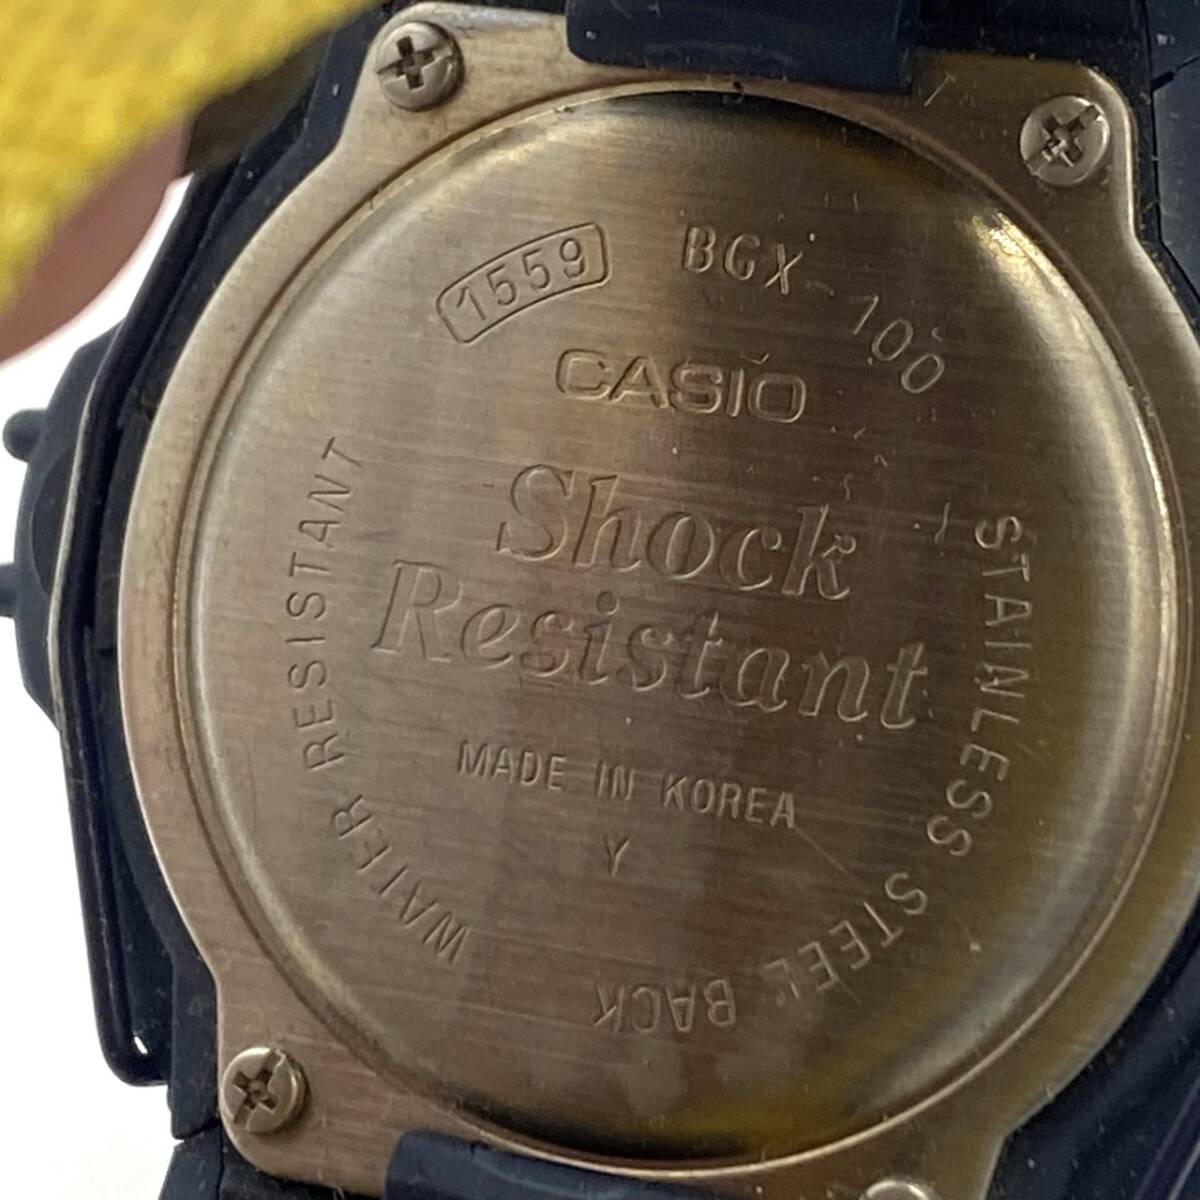 1559
BGX-100
CASIO
Shock
Resistant
MADE IN KOREA
Y
WATER RESISTANT
STAINLESS STEEL BACK